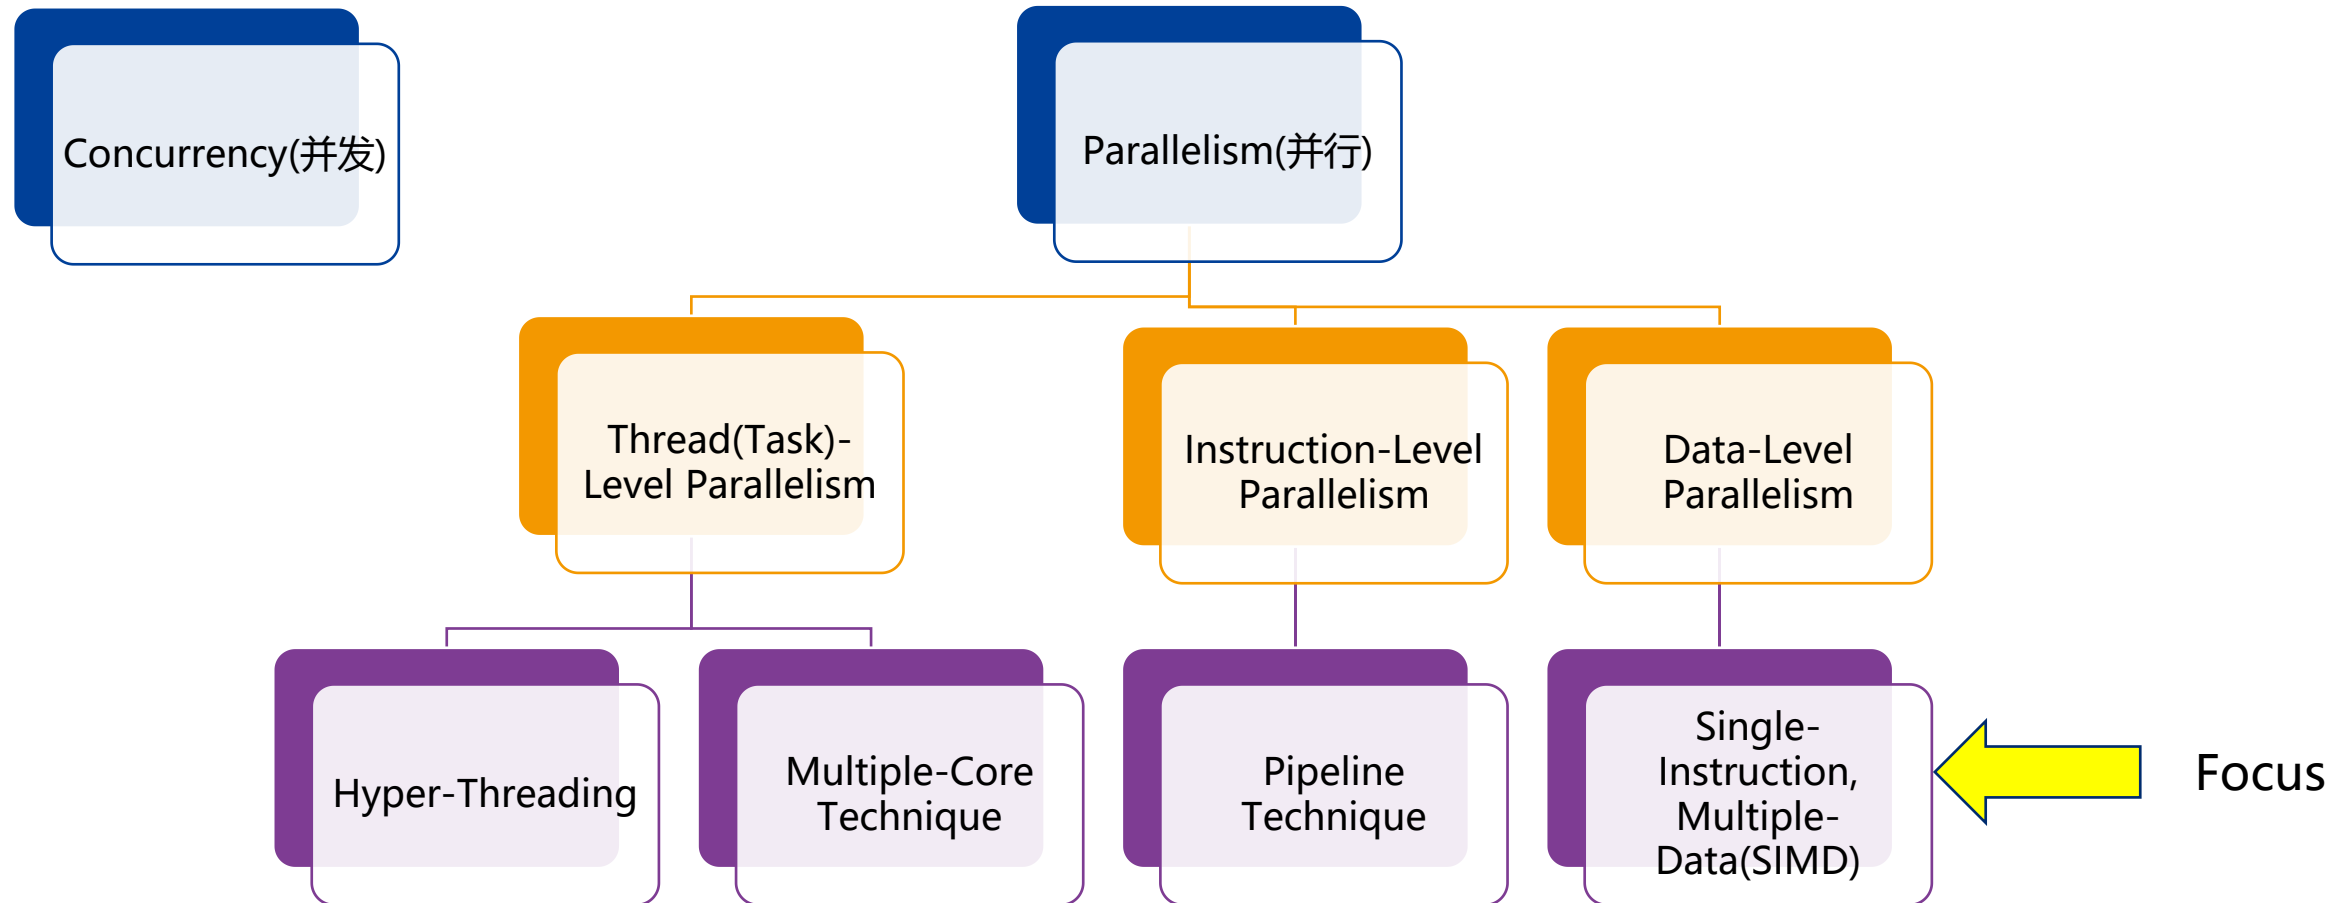 Concurrency(并发)
Parallelism(并行)
Thread(Task)-
Level Parallelism
Instruction-Level
Parallelism
Data-Level
Parallelism
Hyper-Threading
Multiple-Core
Technique
Pipeline
Technique
Single-
Instruction,
Multiple-
Data(SIMD)
Focus